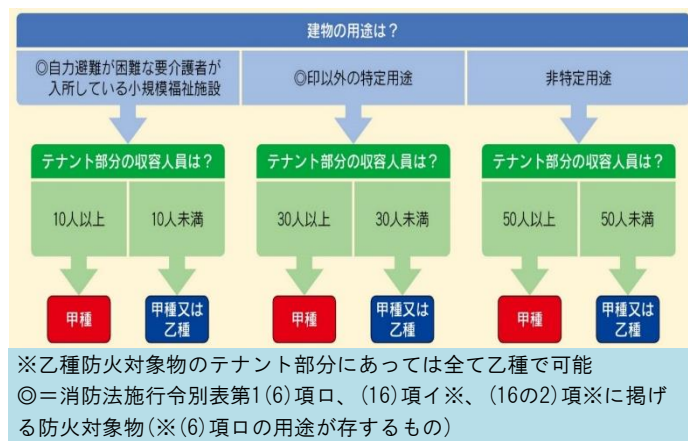 建物の用途は？
◎自力避難が困難な要介護者が
入所している小規模福祉施設
◎印以外の特定用途
非特定用途
テナント部分の収容人員は？
テナント部分の収容人員は？
テナント部分の収容人員は？
10人以上
10人未満
30人以上
30人未満
50人以上
50人未満
甲種
甲種又は
乙種
甲種
甲種又は
乙種
甲種
甲種又は
乙種
※乙種防火対象物のテナント部分にあっては全て乙種で可能
◎＝消防法施行令別表第1(6)項ロ、(16)項イ※、(16の2)項※に掲げ
る防火対象物(※(6)項ロの用途が存するもの)